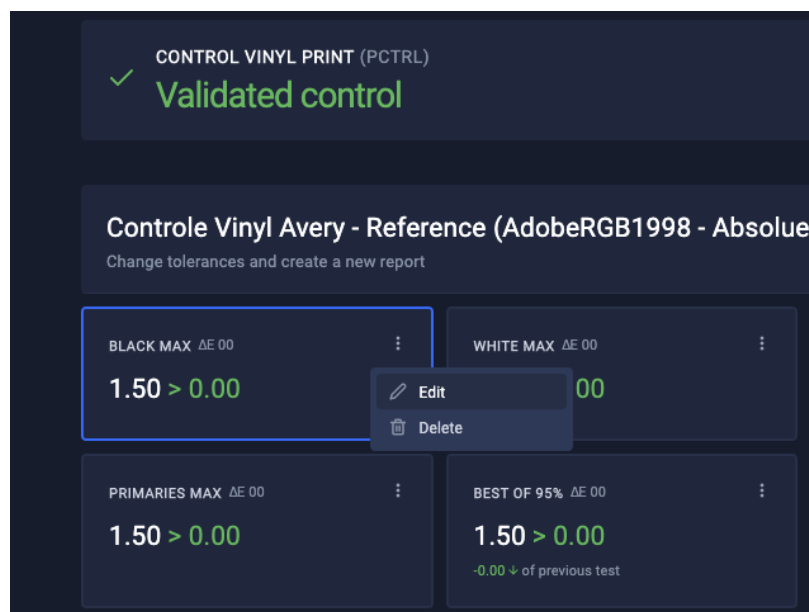 CONTROL VINYL PRINT (PCTRL)
Validated control
Controle Vinyl Avery - Reference (AdobeRGB1998 - Absolue
Change tolerances and create a new report
BLACK MAX ΔE 00
1.50 > 0.00
WHITE MAX ΔE 00
00
Edit
Delete
PRIMARIES MAX ΔE 00
1.50 > 0.00
BEST OF 95% ΔE 00
1.50 > 0.00
-0.00 ↓ of previous test